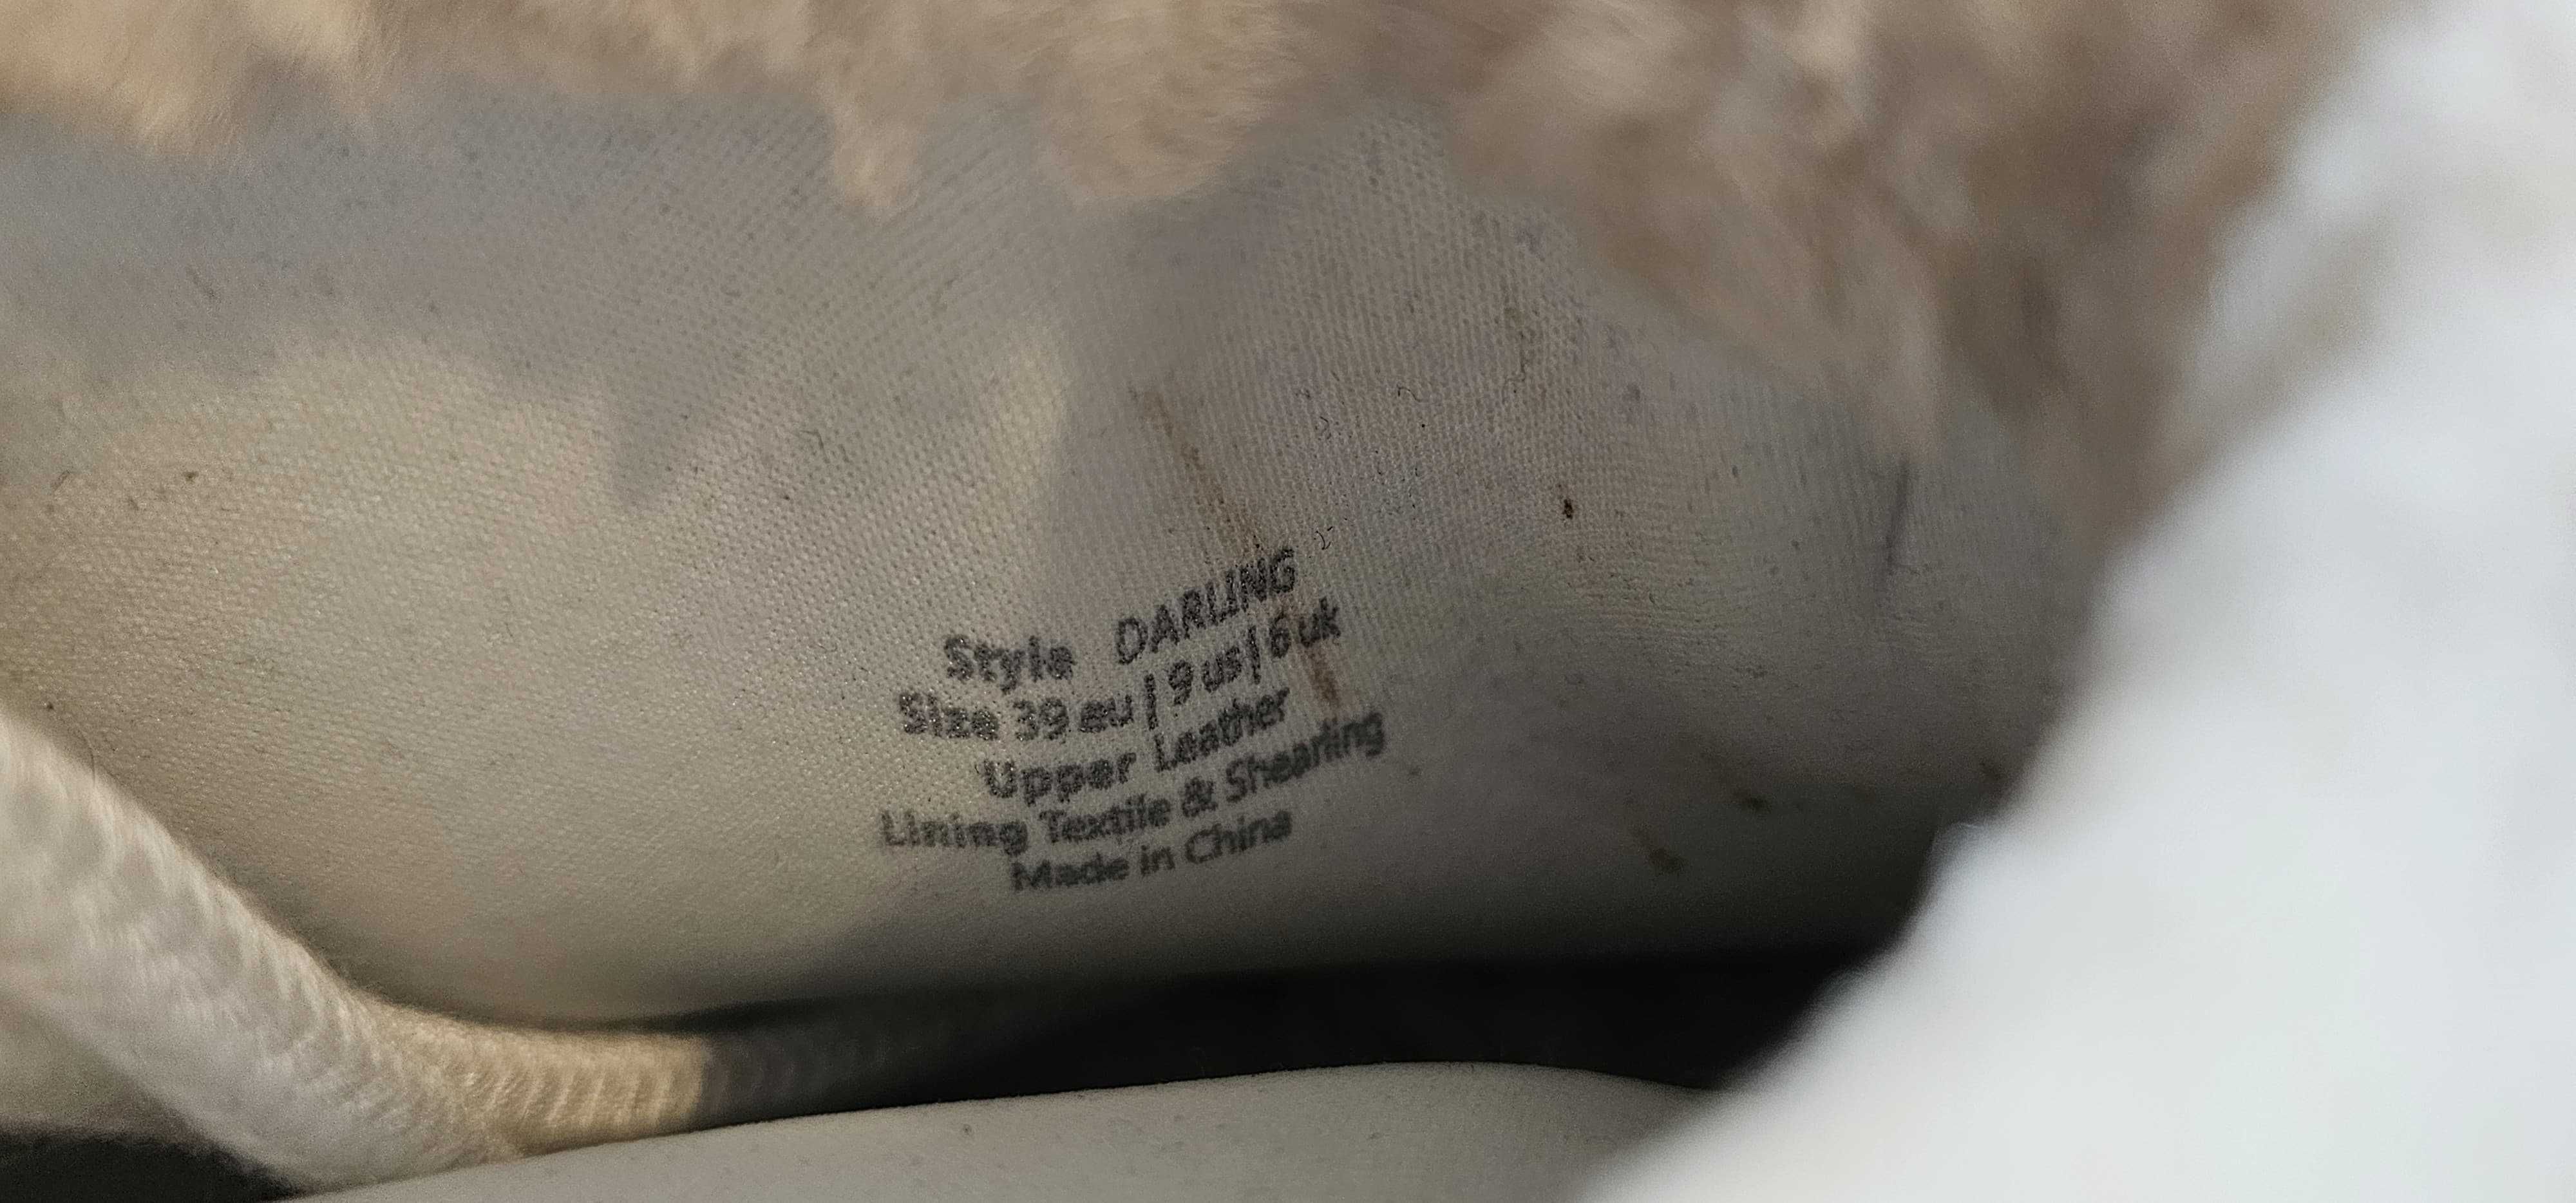 Style DARLING
Size 39 eu | 9 us | 6 uk
Upper Leather
Lining Textile & Shearling
Made in China